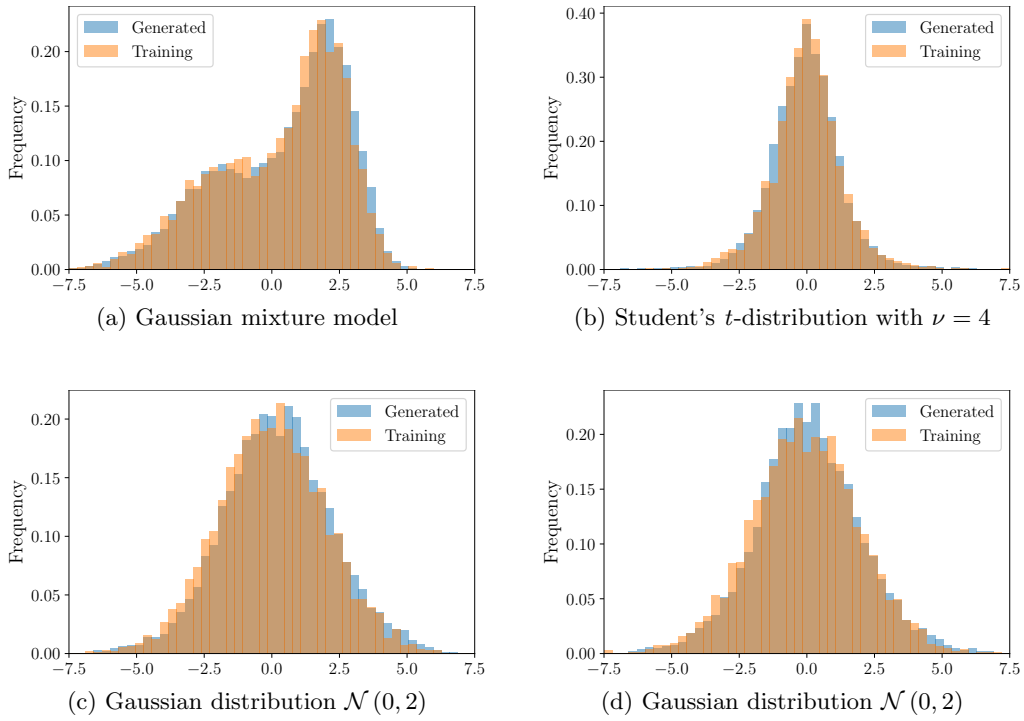 Generated
Training
0.20
0.15
0.10
0.05
0.00
Frequency
−7.5 −5.0 −2.5 0.0 2.5 5.0 7.5
(a) Gaussian mixture model
Generated
Training
0.40
0.30
0.20
0.10
0.00
Frequency
−7.5 −5.0 −2.5 0.0 2.5 5.0 7.5
(b) Student's t-distribution with ν = 4
Generated
Training
0.20
0.15
0.10
0.05
0.00
Frequency
−7.5 −5.0 −2.5 0.0 2.5 5.0 7.5
(c) Gaussian distribution 𝒩(0, 2)
Generated
Training
0.20
0.15
0.10
0.05
0.00
Frequency
−7.5 −5.0 −2.5 0.0 2.5 5.0 7.5
(d) Gaussian distribution 𝒩(0, 2)